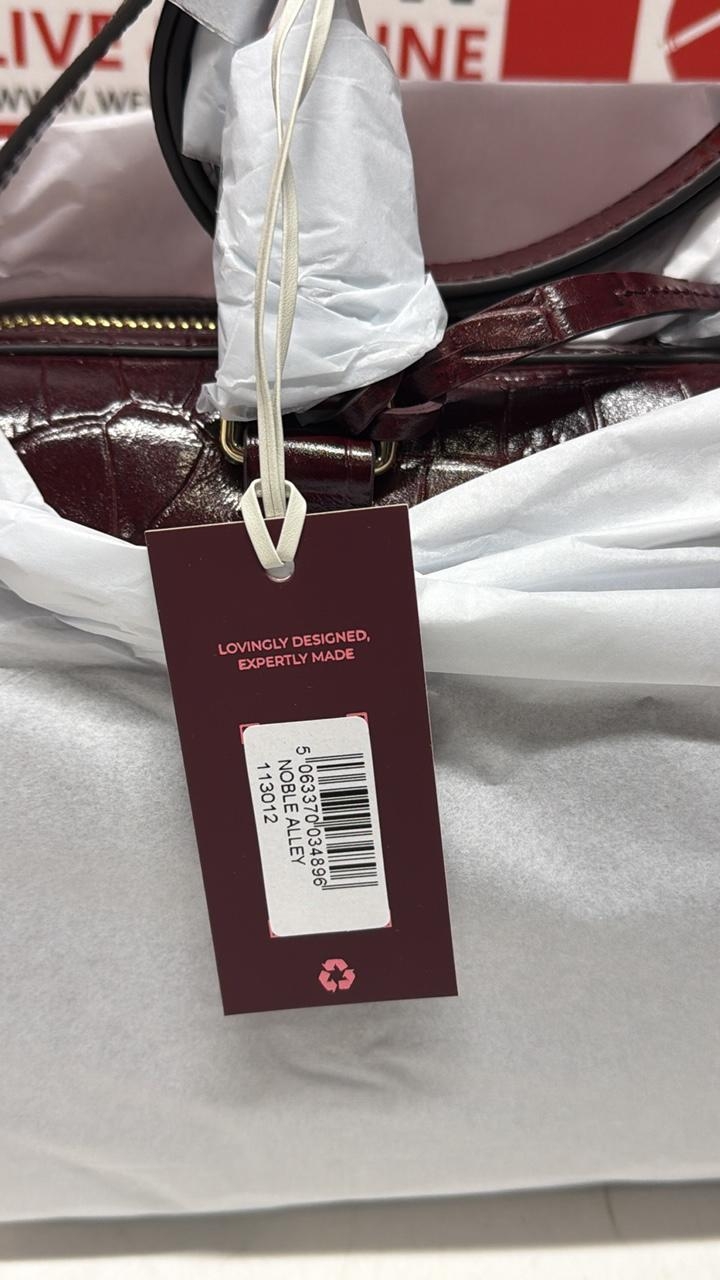 LIVE
INE
WWW.WE
LOVINGLY DESIGNED,
EXPERTLY MADE
5 063370 034896
NOBLE ALLEY
113012